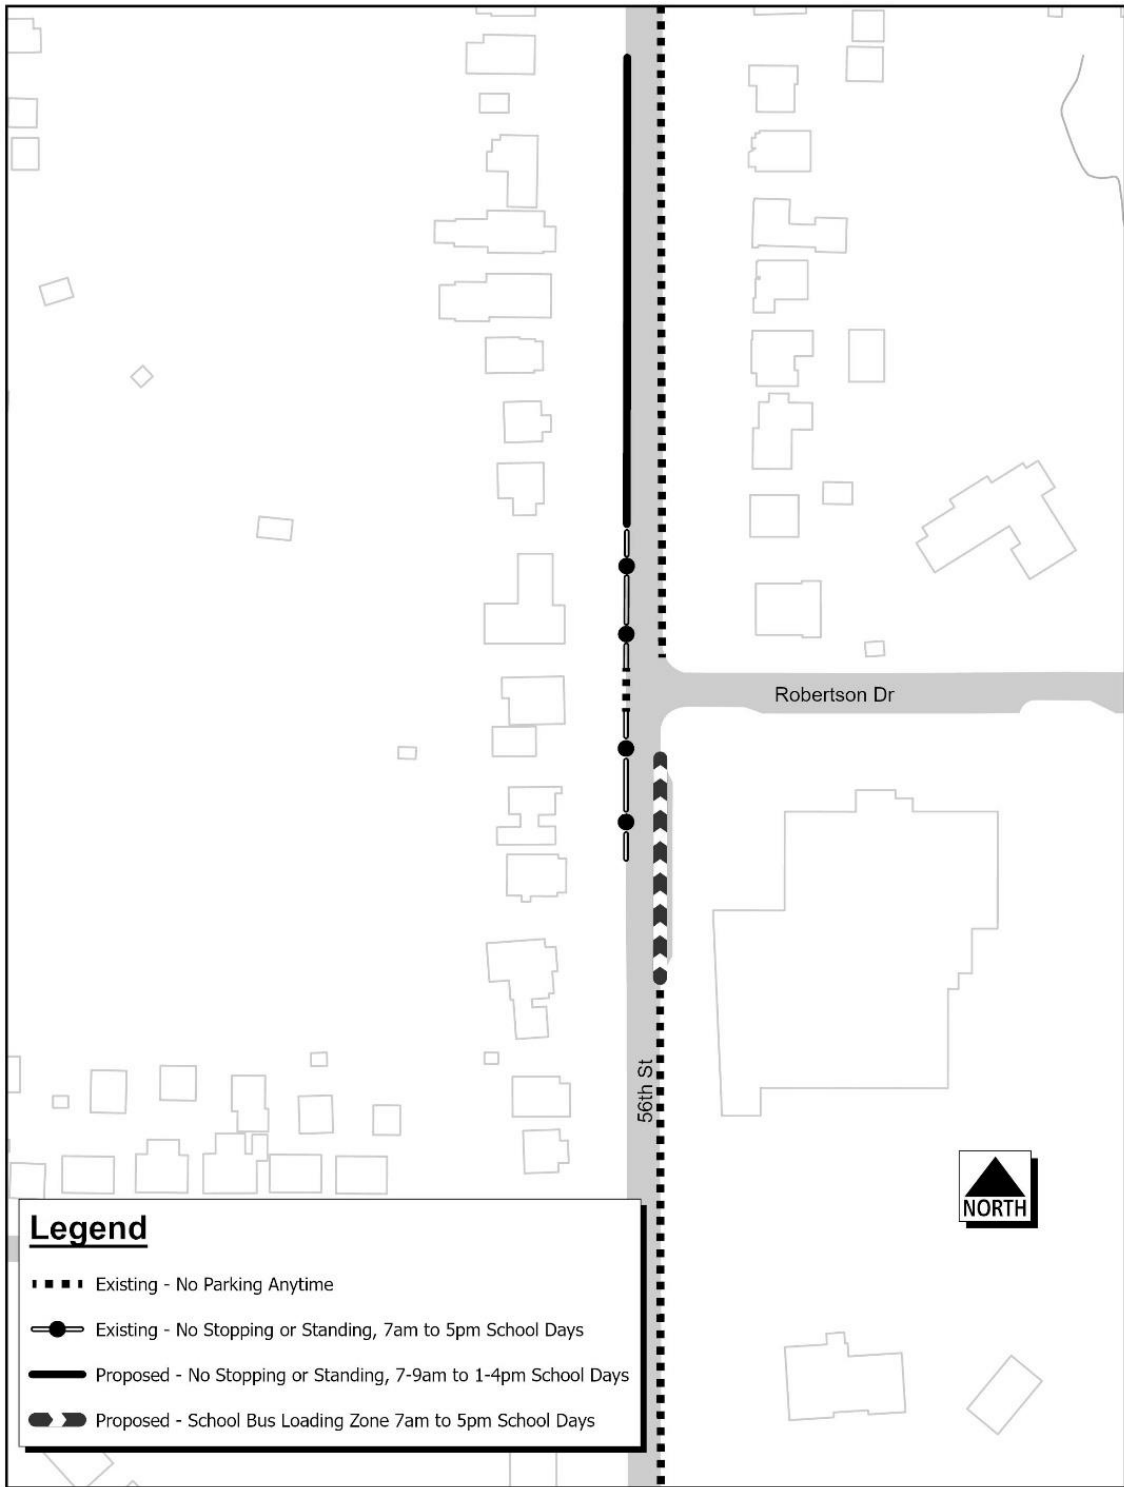 Robertson Dr
56th St
NORTH
Legend
Existing - No Parking Anytime
Existing - No Stopping or Standing, 7am to 5pm School Days
Proposed - No Stopping or Standing, 7-9am to 1-4pm School Days
Proposed - School Bus Loading Zone 7am to 5pm School Days